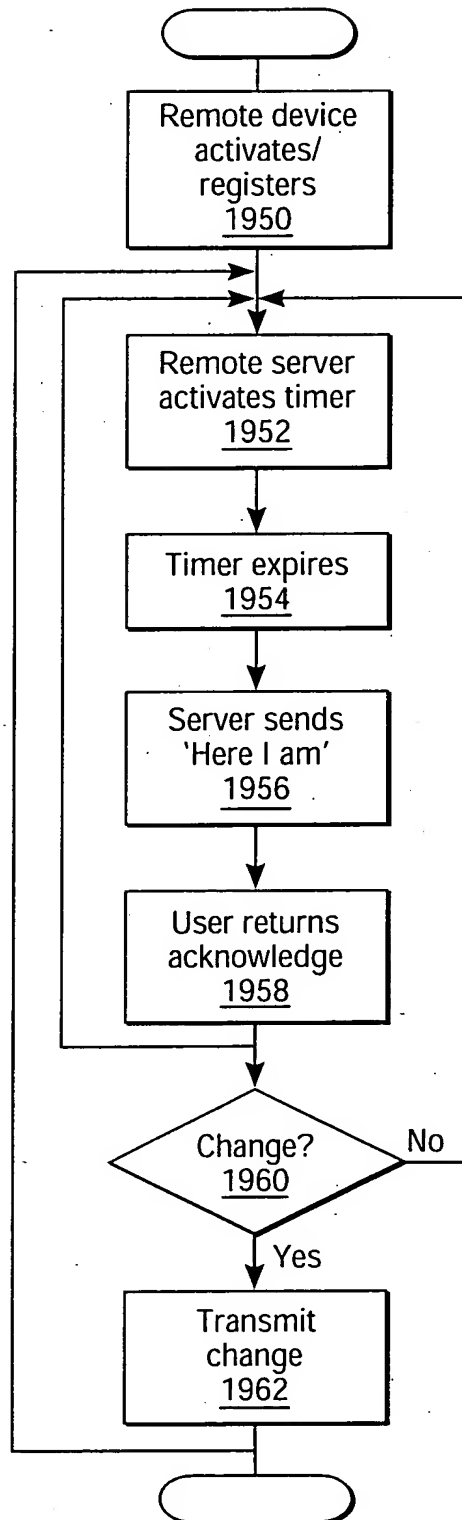 Remote device
activates/
registers
1950
Remote server
activates timer
1952
Timer expires
1954
Server sends
'Here I am'
1956
User returns
acknowledge
1958
Change?
1960
No
Yes
Transmit
change
1962